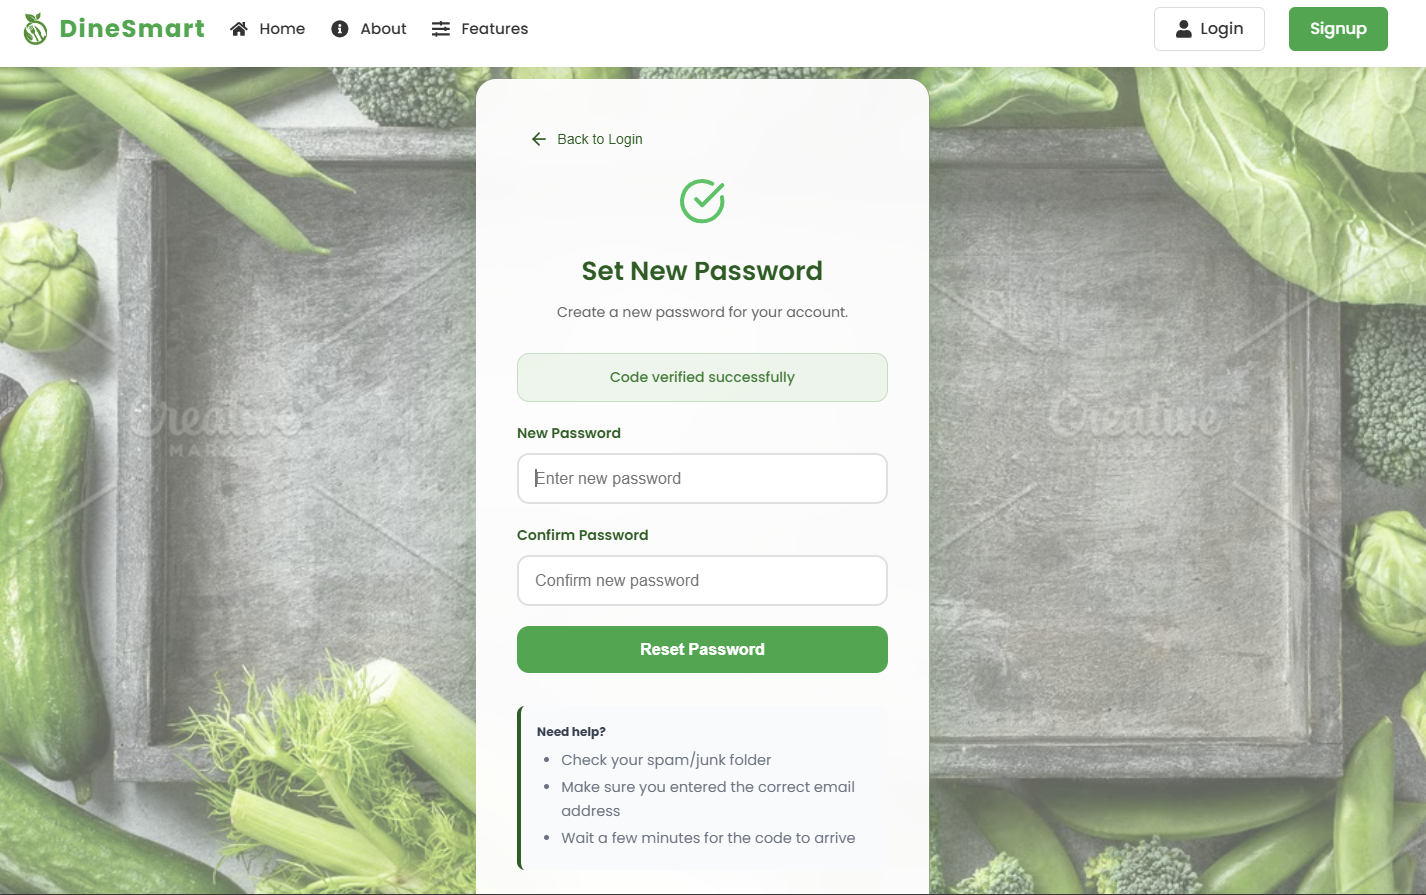 DineSmart
Home
About
Features
Login
Signup
Back to Login
Set New Password
Create a new password for your account.
Code verified successfully
New Password
Enter new password
Confirm Password
Confirm new password
Reset Password
Need help?
Check your spam/junk folder
Make sure you entered the correct email
address
Wait a few minutes for the code to arrive
Creative
Creative